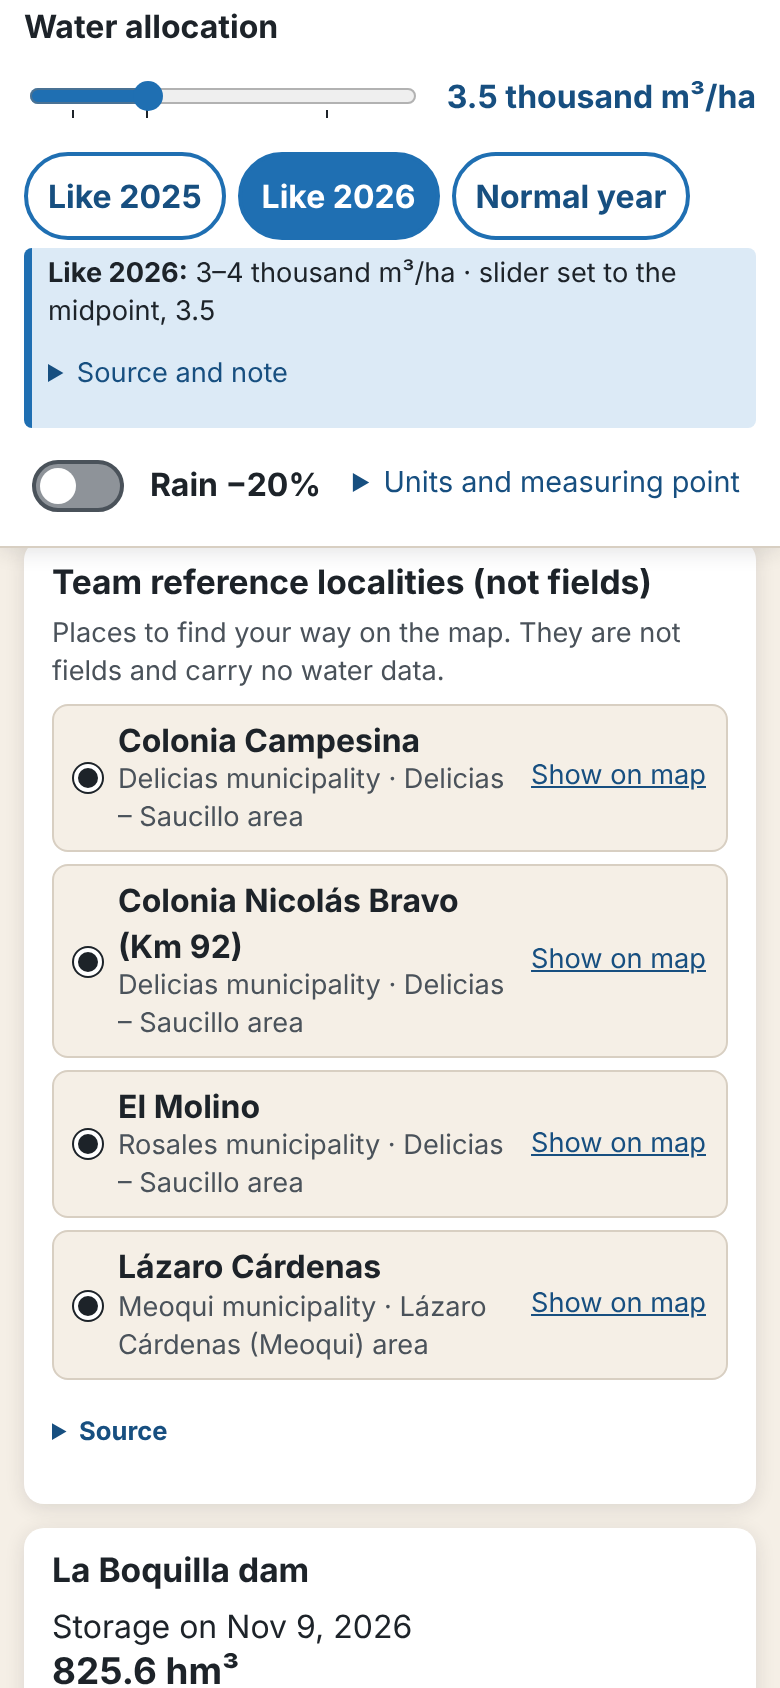 Water allocation
3.5 thousand m³/ha
Like 2025
Like 2026
Normal year
Like 2026: 3–4 thousand m³/ha · slider set to the
midpoint, 3.5
Source and note
Rain −20%
Units and measuring point
Team reference localities (not fields)
Places to find your way on the map. They are not
fields and carry no water data.
Colonia Campesina
Delicias municipality · Delicias
– Saucillo area
Show on map
Colonia Nicolás Bravo
(Km 92)
Delicias municipality · Delicias
– Saucillo area
Show on map
El Molino
Rosales municipality · Delicias
– Saucillo area
Show on map
Lázaro Cárdenas
Meoqui municipality · Lázaro
Cárdenas (Meoqui) area
Show on map
Source
La Boquilla dam
Storage on Nov 9, 2026
825.6 hm³